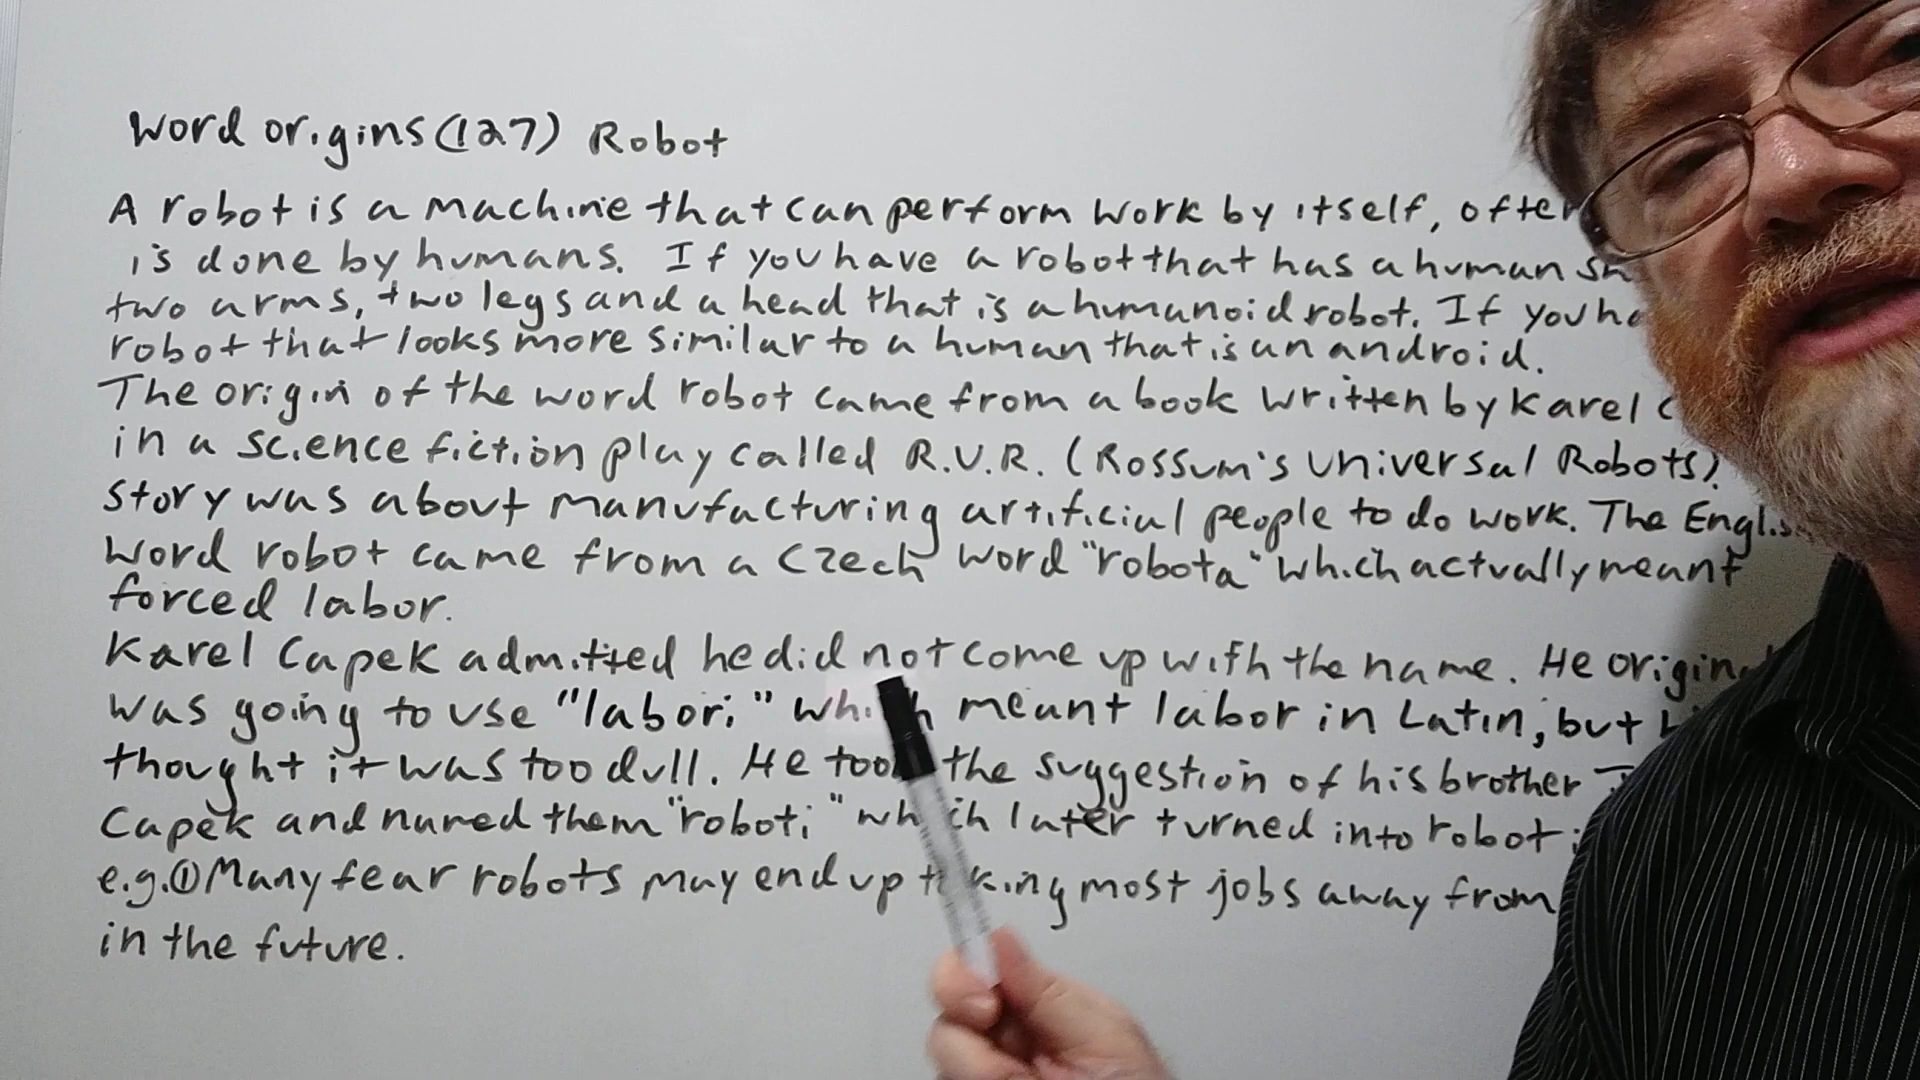 Word origins (127) Robot
A robot is a machine that can perform work by itself, often
is done by humans. If you have a robot that has a human
two arms, two legs and a head that is a humanoid robot. If you
robot that looks more similar to a human that is an android.
The origin of the word robot came from a book written by Karel
in a science fiction play called R.U.R. (Rossum's Universal Robots).
story was about manufacturing artificial people to do work. The
word robot came from a Czech word "robota" which actually meant
forced labor.
Karel Capek admitted he did not come up with the name. He
was going to use "labori" which meant labor in Latin, but
thought it was too dull. He took the suggestion of his brother
Capek and named them "roboti" which later turned into robot
e.g. ① Many fear robots may end up taking most jobs away from
in the future.